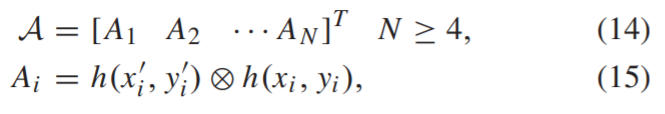 𝒜 = [A₁ A₂ ⋯ A_N]^T N ≥ 4, (14)
A_i = h(x′_i, y′_i) ⊗ h(x_i, y_i), (15)